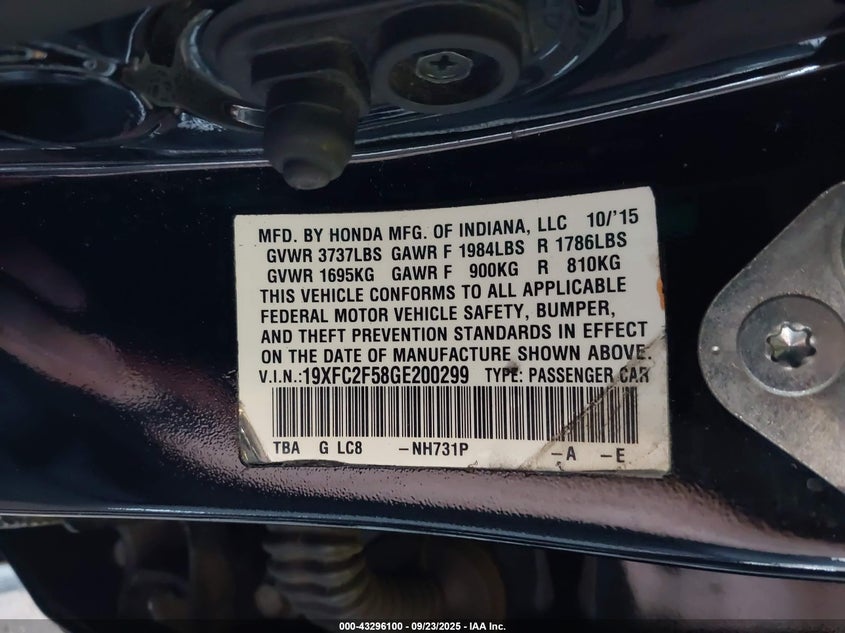 MFD. BY HONDA MFG. OF INDIANA, LLC 10/'15
GVWR 3737LBS GAWR F 1984LBS R 1786LBS
GVWR 1695KG GAWR F 900KG R 810KG
THIS VEHICLE CONFORMS TO ALL APPLICABLE
FEDERAL MOTOR VEHICLE SAFETY, BUMPER,
AND THEFT PREVENTION STANDARDS IN EFFECT
ON THE DATE OF MANUFACTURE SHOWN ABOVE.
V.I.N.:19XFC2F58GE200299 TYPE: PASSENGER CAR
TBA G LC8 -NH731P -A -E
000-43296100 - 09/23/2025 - IAA Inc.